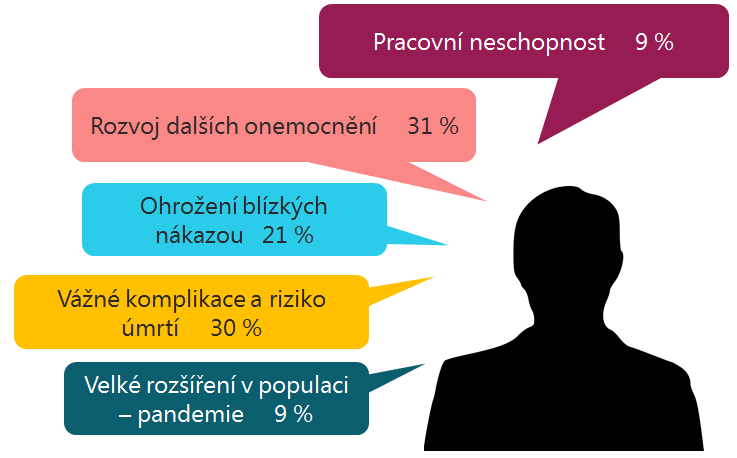 Pracovní neschopnost 9 %
Rozvoj dalších onemocnění 31 %
Ohrožení blízkých
nákazou 21 %
Vážné komplikace a riziko
úmrtí 30 %
Velké rozšíření v populaci
– pandemie 9 %